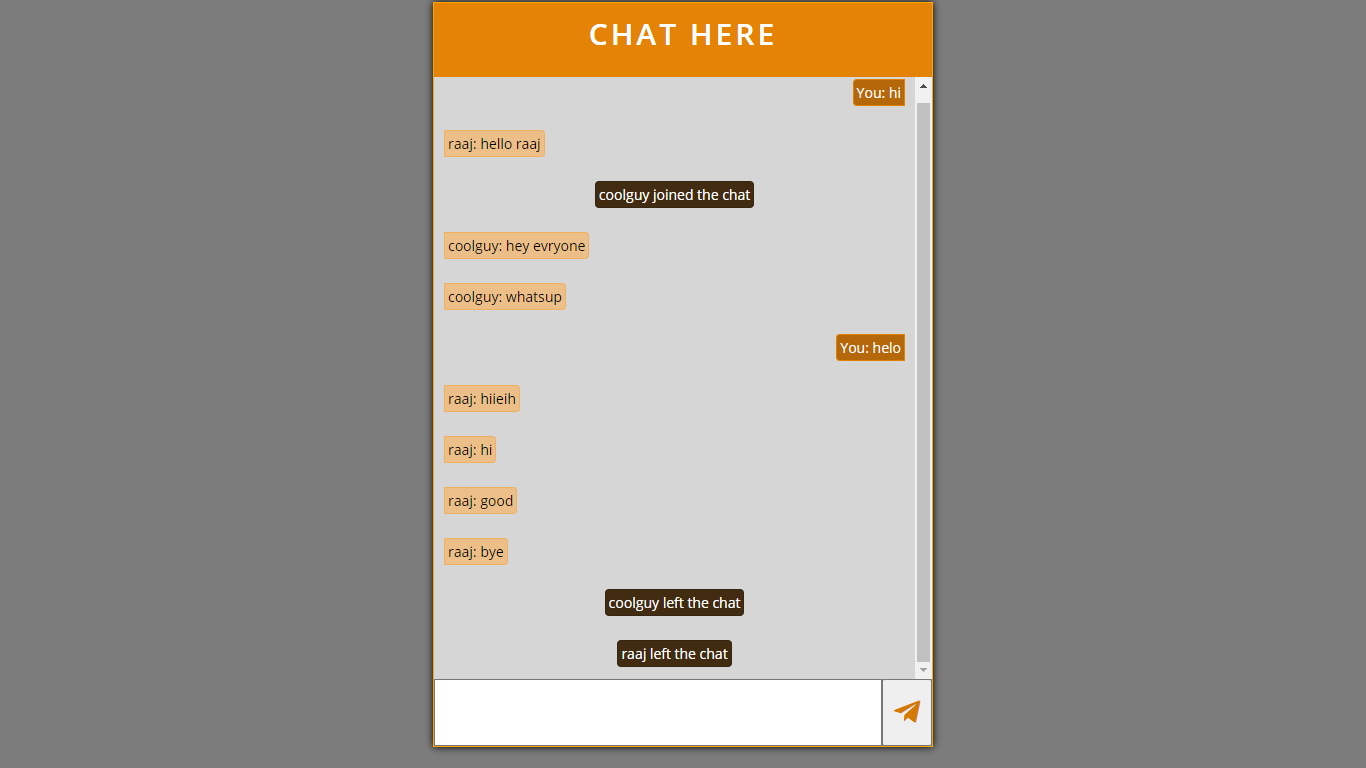 CHAT HERE
You: hi
raaj: hello raaj
coolguy joined the chat
coolguy: hey evryone
coolguy: whatsup
You: helo
raaj: hiieih
raaj: hi
raaj: good
raaj: bye
coolguy left the chat
raaj left the chat